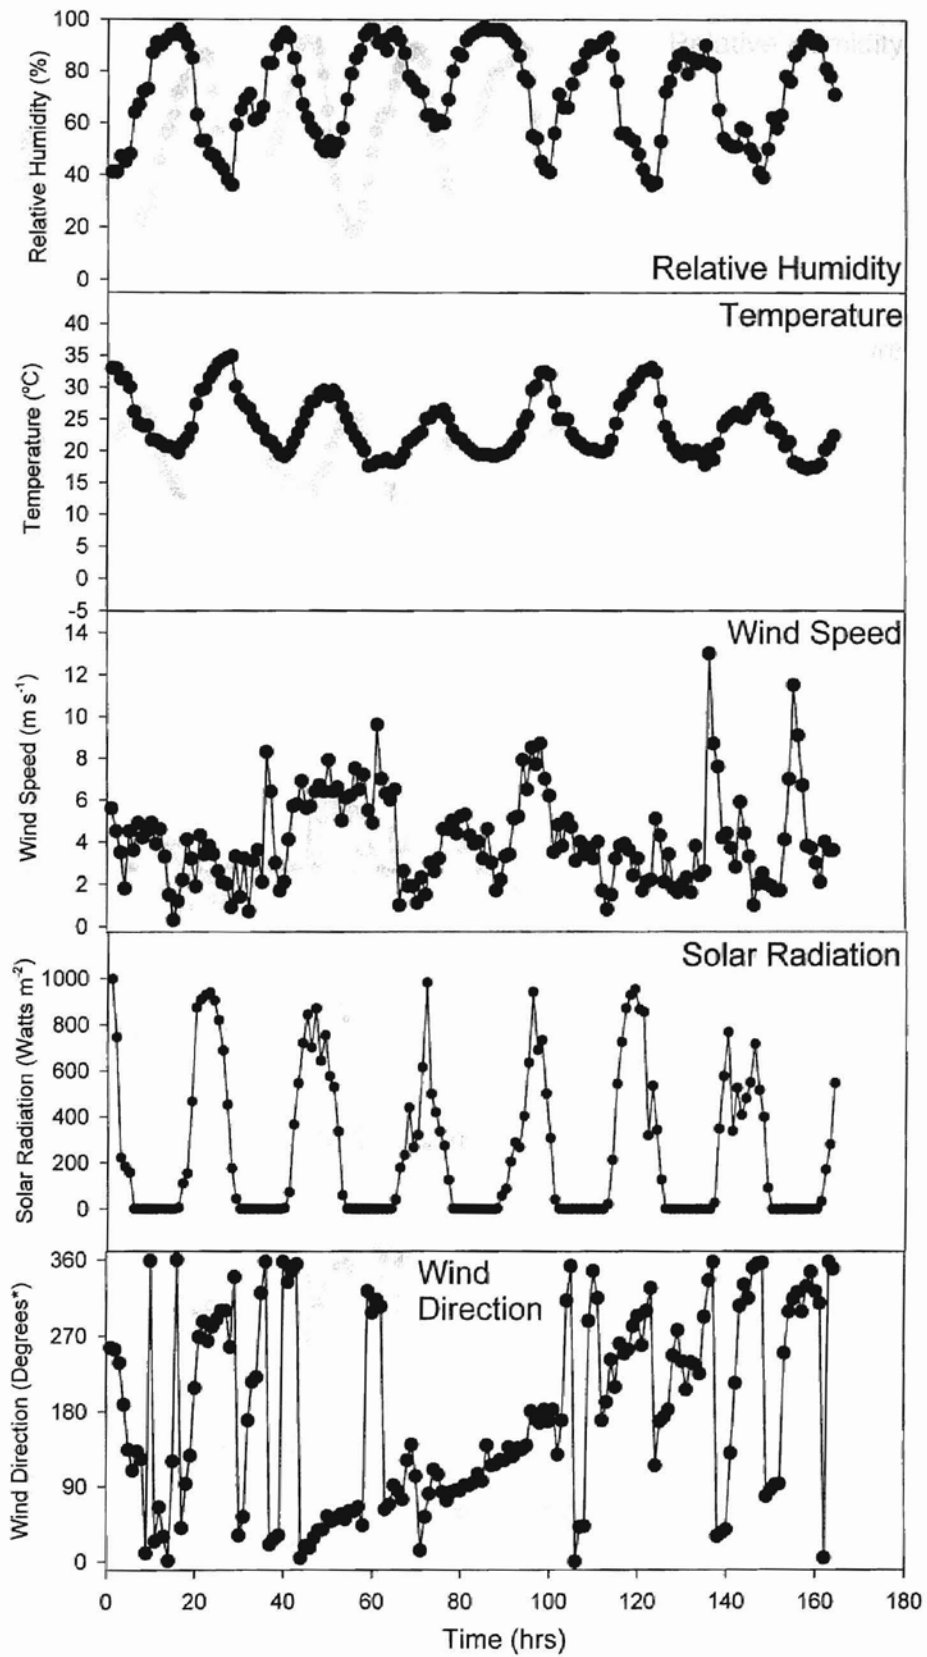 100
80
60
40
20
0
Relative Humidity (%)
Relative Humidity
Relative Humidity
40
35
30
25
20
15
10
5
0
-5
Temperature (ºC)
Temperature
14
12
10
8
6
4
2
0
Wind Speed (m s⁻¹)
Wind Speed
1000
800
600
400
200
0
Solar Radiation (Watts m⁻²)
Solar Radiation
360
270
180
90
0
Wind Direction (Degrees*)
Wind
Direction
0 20 40 60 80 100 120 140 160 180
Time (hrs)